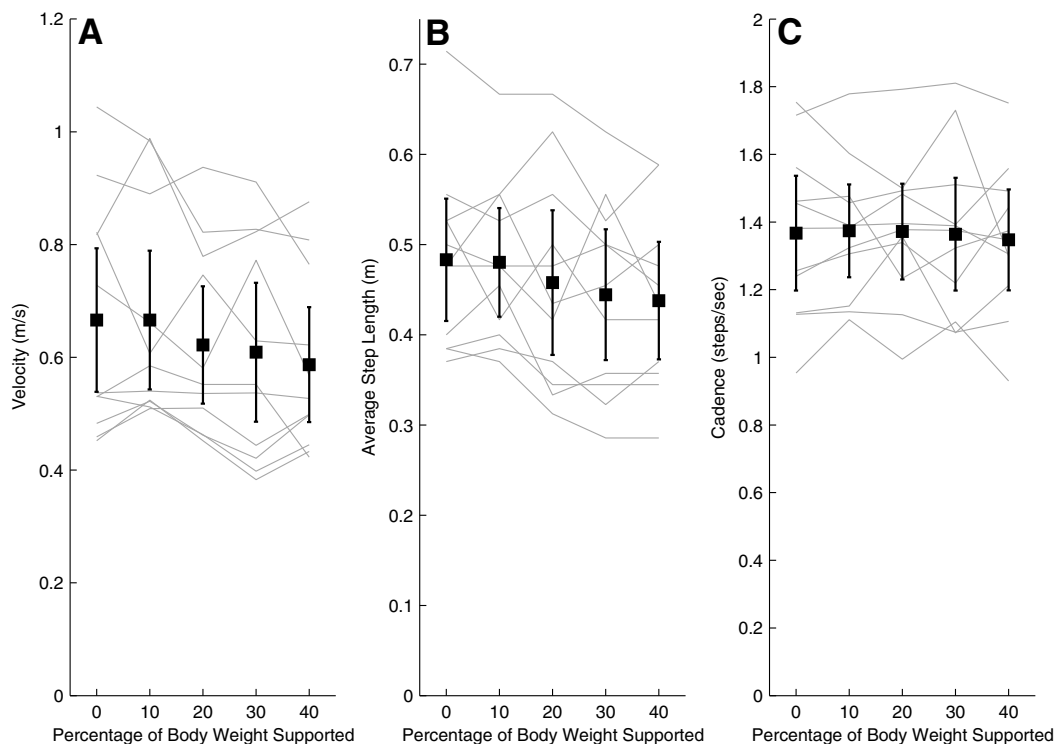 A
Velocity (m/s)
1.2
1
0.8
0.6
0.4
0.2
0
0 10 20 30 40
Percentage of Body Weight Supported
B
Average Step Length (m)
0.7
0.6
0.5
0.4
0.3
0.2
0.1
0
0 10 20 30 40
Percentage of Body Weight Supported
C
Cadence (steps/sec)
2
1.8
1.6
1.4
1.2
1
0.8
0.6
0.4
0.2
0
0 10 20 30 40
Percentage of Body Weight Supported